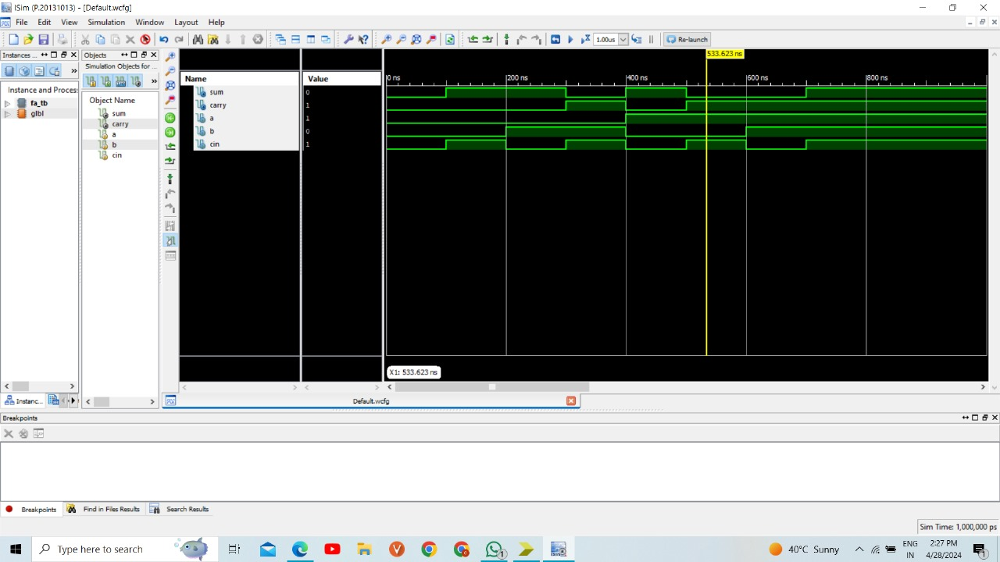 ISim (P.20131013) - [Default.wcfg]
File Edit View Simulation Window Layout Help
1.00us
Re-launch
Instances ...
Objects
Simulation Objects for ...
Instance and Proces:
fa_tb
glbl
Object Name
sum
carry
a
b
cin
Name
Value
sum 0
carry 1
a 1
b 0
cin 1
533.623 ns
0 ns 200 ns 400 ns 600 ns 800 ns
X1: 533.623 ns
Instanc...
Default.wcfg
Breakpoints
Breakpoints Find in Files Results Search Results
Sim Time: 1,000,000 ps
Type here to search
1
40°C Sunny
ENG
IN
2:27 PM
4/28/2024
1